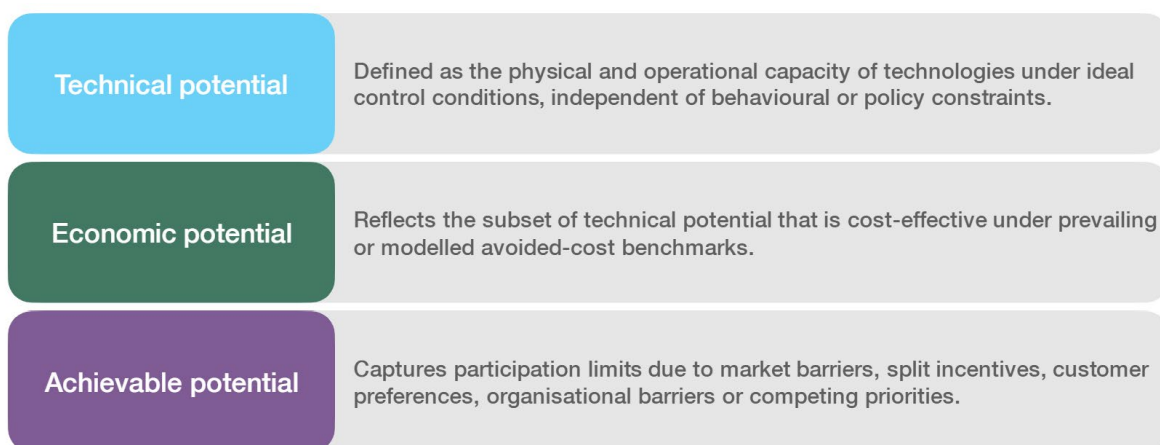 Technical potential
Defined as the physical and operational capacity of technologies under ideal
control conditions, independent of behavioural or policy constraints.
Economic potential
Reflects the subset of technical potential that is cost-effective under prevailing
or modelled avoided-cost benchmarks.
Achievable potential
Captures participation limits due to market barriers, split incentives, customer
preferences, organisational barriers or competing priorities.